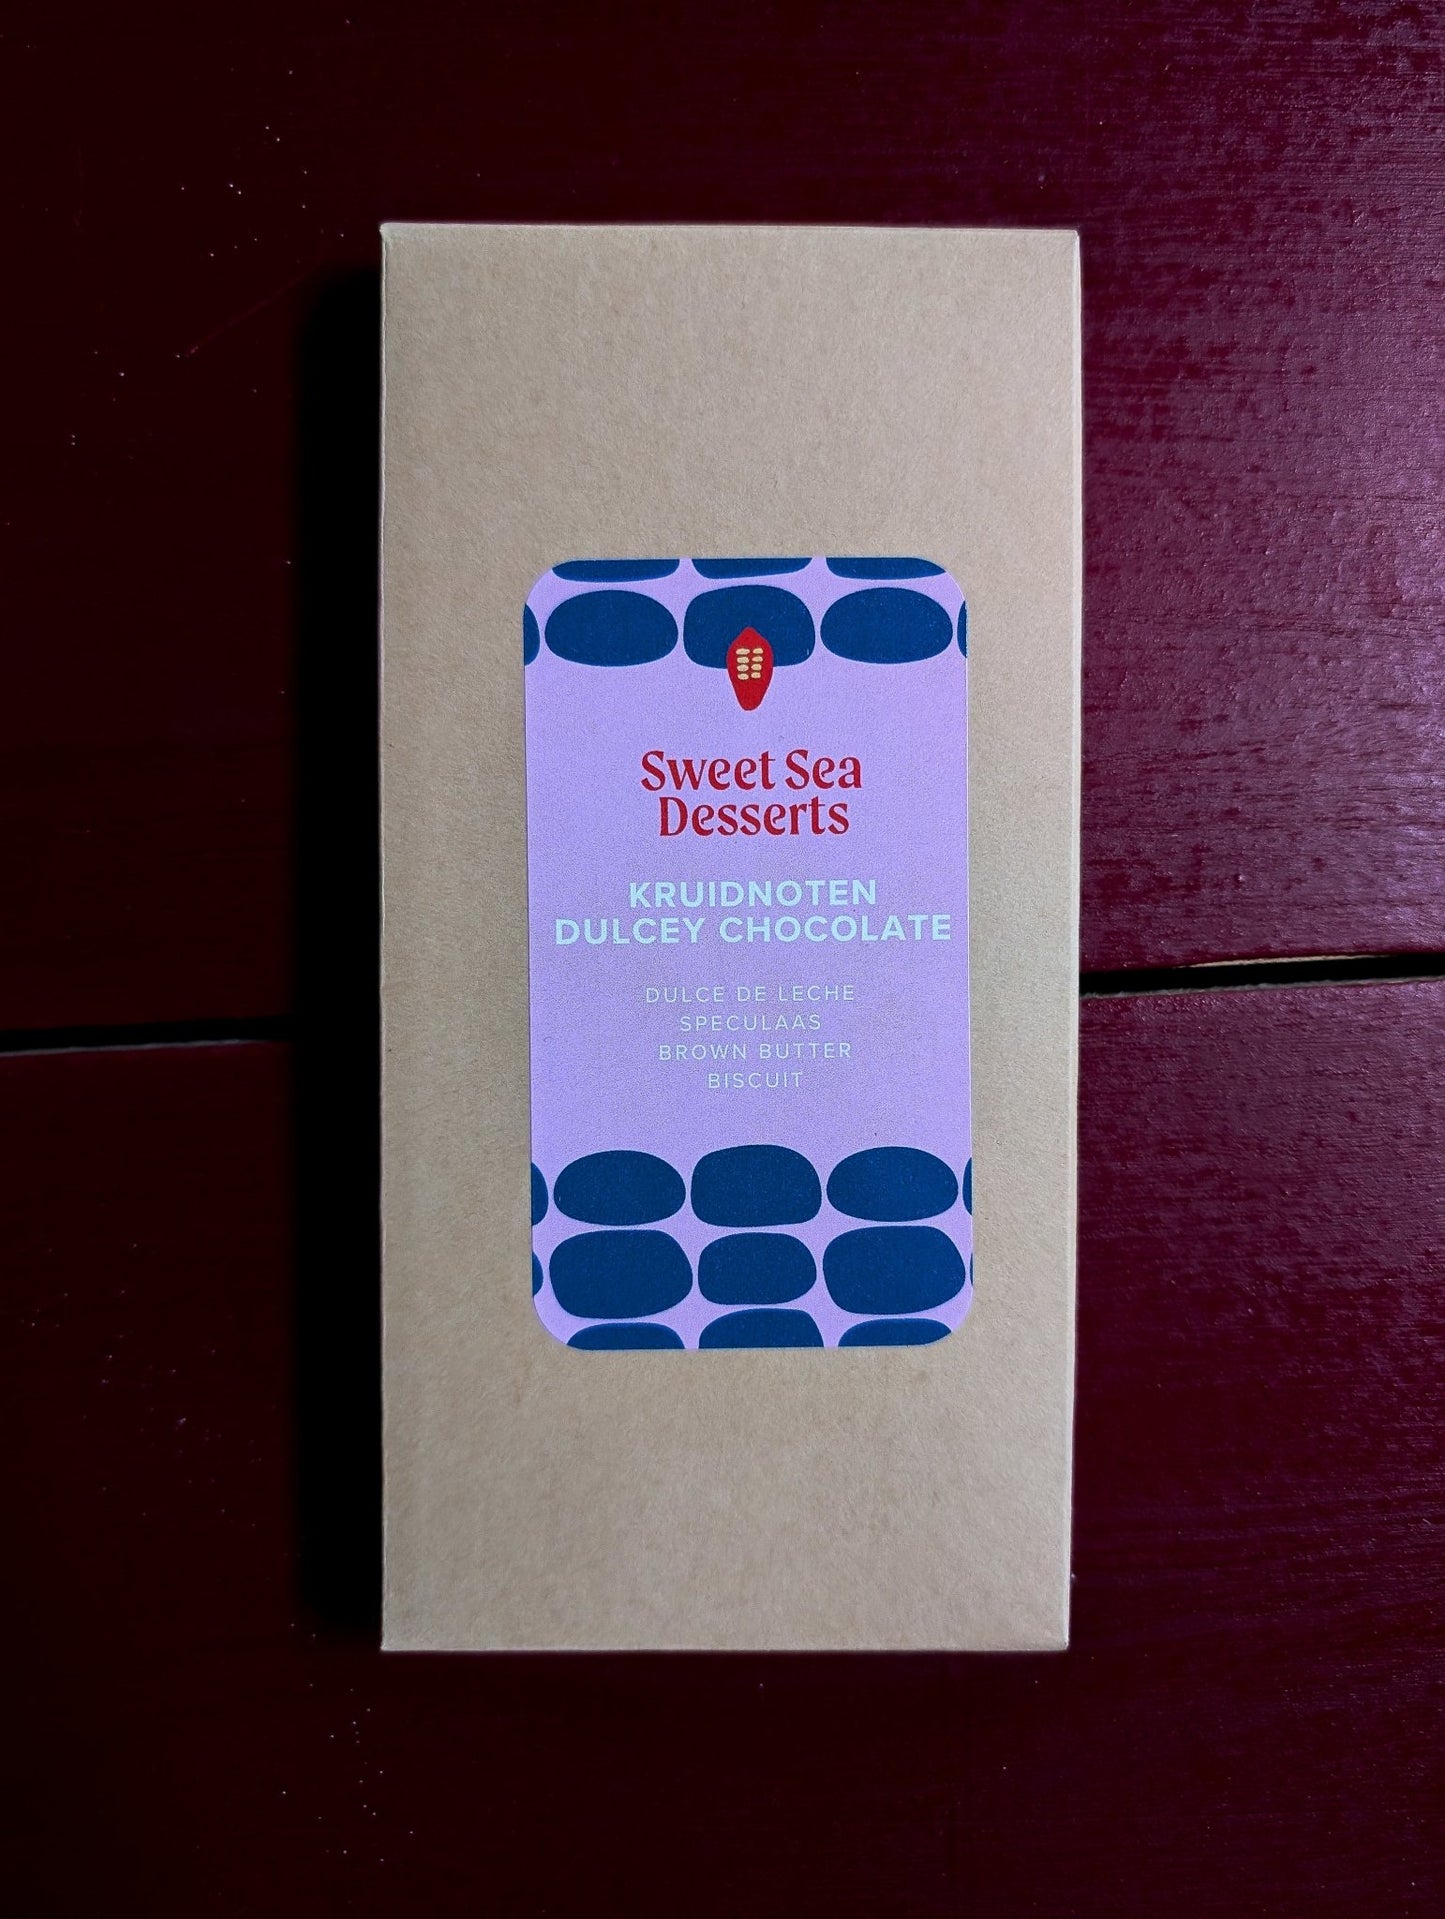 Sweet Sea
Desserts
KRUIDNOTEN
DULCEY CHOCOLATE
DULCE DE LECHE
SPECULAAS
BROWN BUTTER
BISCUIT